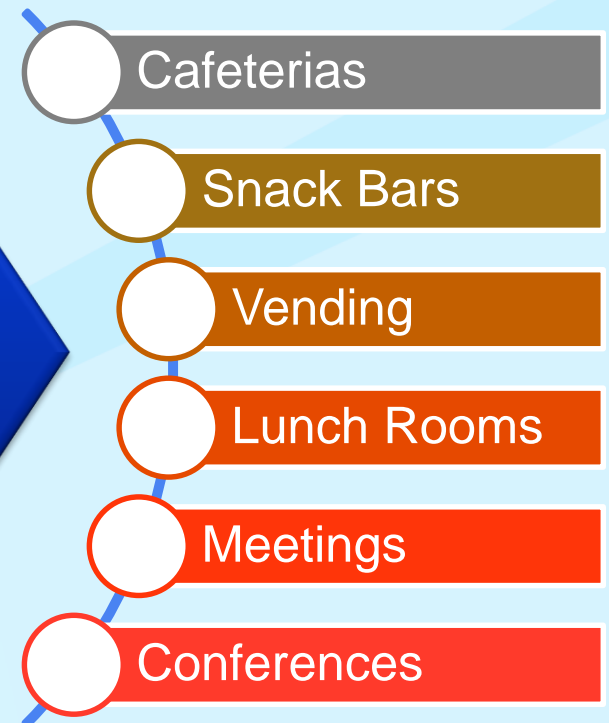 Cafeterias
Snack Bars
Vending
Lunch Rooms
Meetings
Conferences